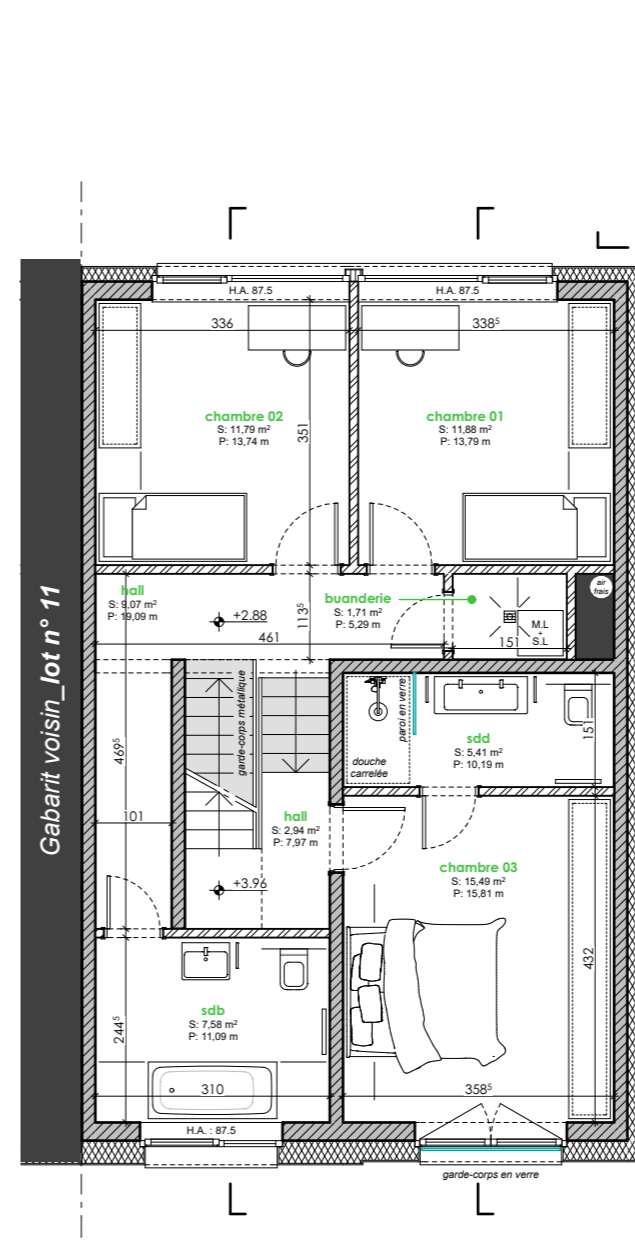 H.A. 87.5
H.A. 87.5
336
338⁵
chambre 02
S: 11,79 m²
P: 13,74 m
351
chambre 01
S: 11,88 m²
P: 13,79 m
Gabarit voisin_lot n° 11
hall
S: 9,07 m²
P: 19,09 m
+2.88
461
113⁵
buanderie
S: 1,71 m²
P: 5,29 m
151
M.L
+
S.L
air
frais
469⁵
101
garde-corps métallique
hall
S: 2,94 m²
P: 7,97 m
+3.96
paroi en verre
douche
carrelée
sdd
S: 5,41 m²
P: 10,19 m
151
chambre 03
S: 15,49 m²
P: 15,81 m
432
sdb
S: 7,58 m²
P: 11,09 m
244⁵
310
358⁵
H.A. : 87.5
garde-corps en verre